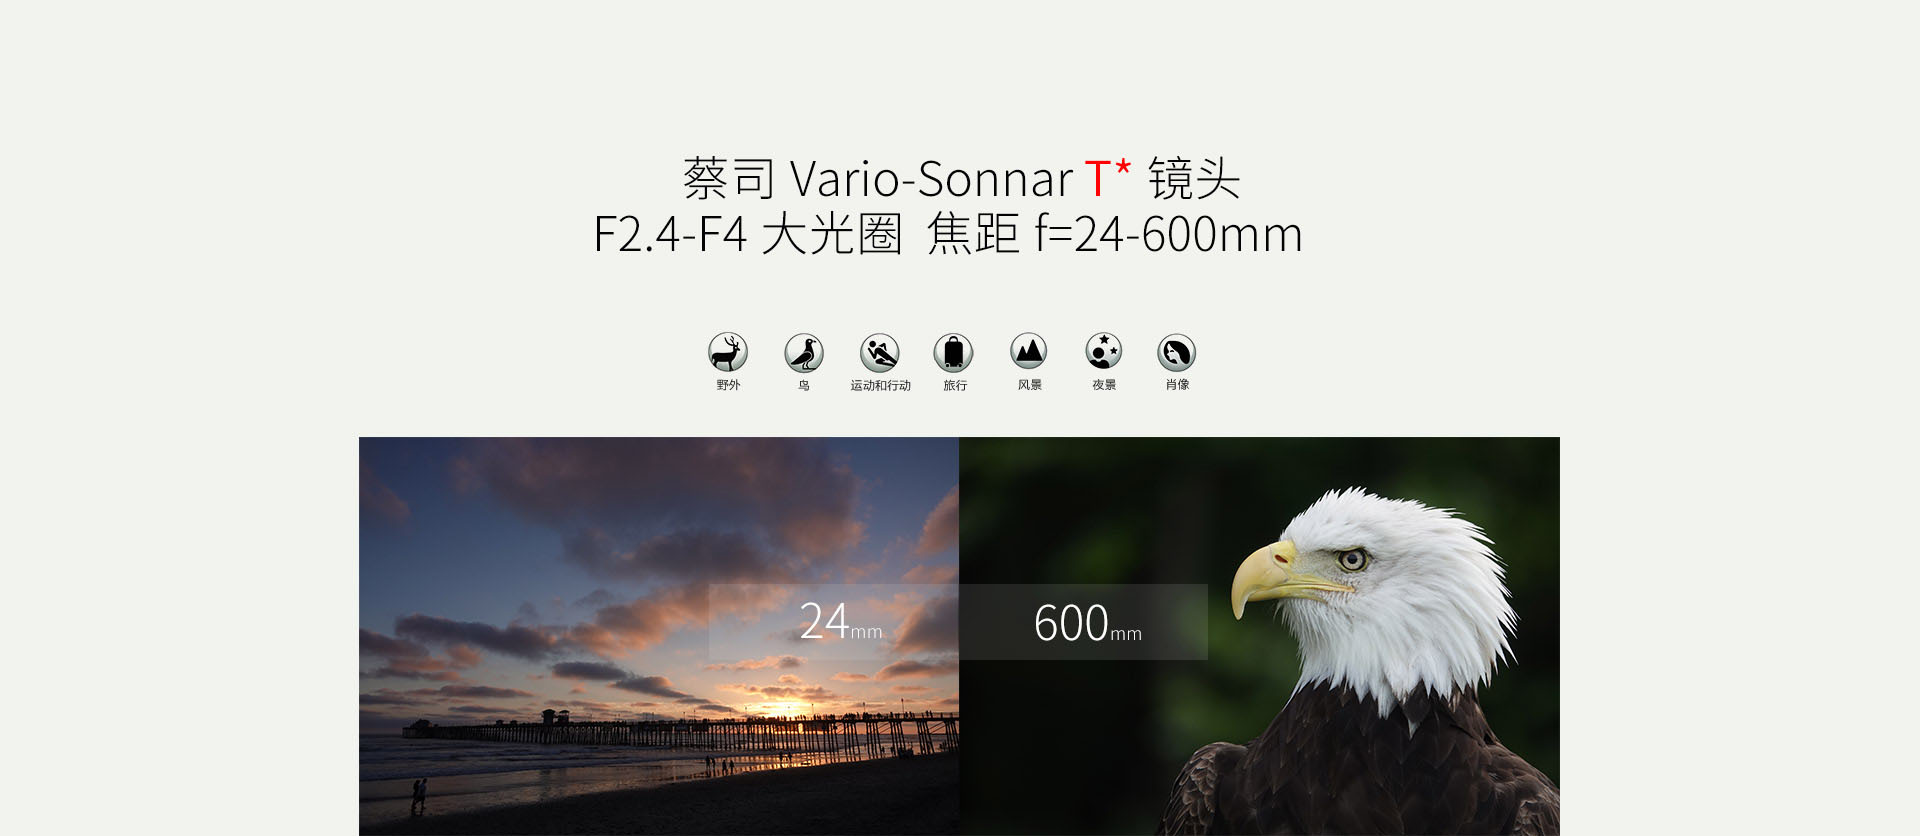 蔡司 Vario-Sonnar T* 镜头
F2.4-F4 大光圈 焦距 f=24-600mm
野外 鸟 运动和行动 旅行 风景 夜景 肖像
24mm 600mm